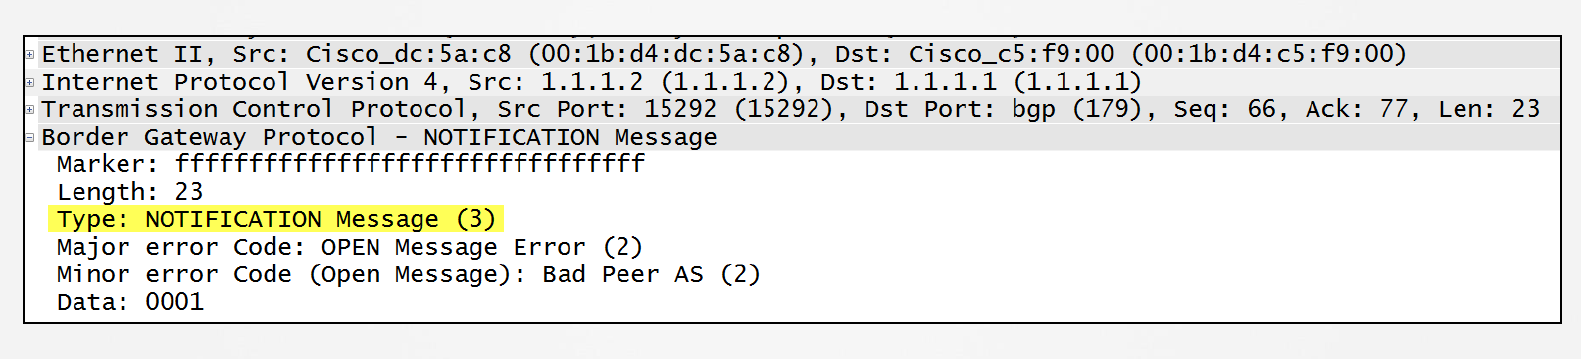 Ethernet II, Src: Cisco_dc:5a:c8 (00:1b:d4:dc:5a:c8), Dst: Cisco_c5:f9:00 (00:1b:d4:c5:f9:00)
Internet Protocol Version 4, Src: 1.1.1.2 (1.1.1.2), Dst: 1.1.1.1 (1.1.1.1)
Transmission Control Protocol, Src Port: 15292 (15292), Dst Port: bgp (179), Seq: 66, Ack: 77, Len: 23
Border Gateway Protocol - NOTIFICATION Message
Marker: ffffffffffffffffffffffffffffffff
Length: 23
Type: NOTIFICATION Message (3)
Major error Code: OPEN Message Error (2)
Minor error Code (Open Message): Bad Peer AS (2)
Data: 0001